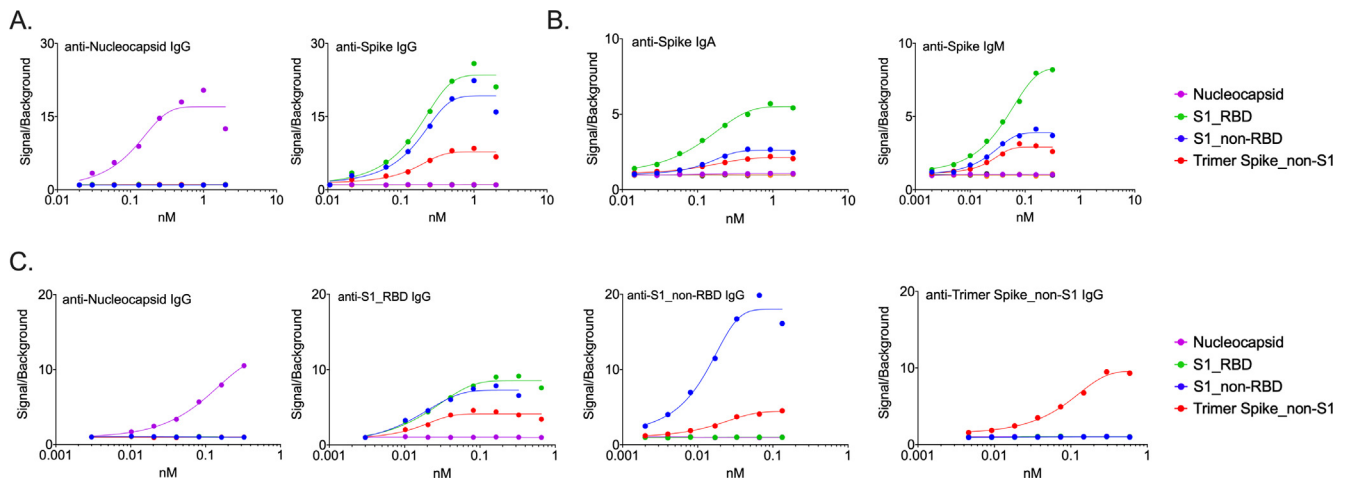 A.
B.
anti-Nucleocapsid IgG
anti-Spike IgG
anti-Spike IgA
anti-Spike IgM
Signal/Background
30
15
0
0.01
0.1
1
10
nM
Signal/Background
30
15
0
0.01
0.1
1
10
nM
Signal/Background
10
5
0
0.01
0.1
1
10
nM
Signal/Background
10
5
0
0.001
0.01
0.1
1
10
nM
Nucleocapsid
S1_RBD
S1_non-RBD
Trimer Spike_non-S1
C.
anti-Nucleocapsid IgG
anti-S1_RBD IgG
anti-S1_non-RBD IgG
anti-Trimer Spike_non-S1 IgG
Signal/Background
20
10
0
0.001
0.01
0.1
1
nM
Signal/Background
20
10
0
0.001
0.01
0.1
1
nM
Signal/Background
20
10
0
0.001
0.01
0.1
1
nM
Signal/Background
20
10
0
0.001
0.01
0.1
1
nM
Nucleocapsid
S1_RBD
S1_non-RBD
Trimer Spike_non-S1